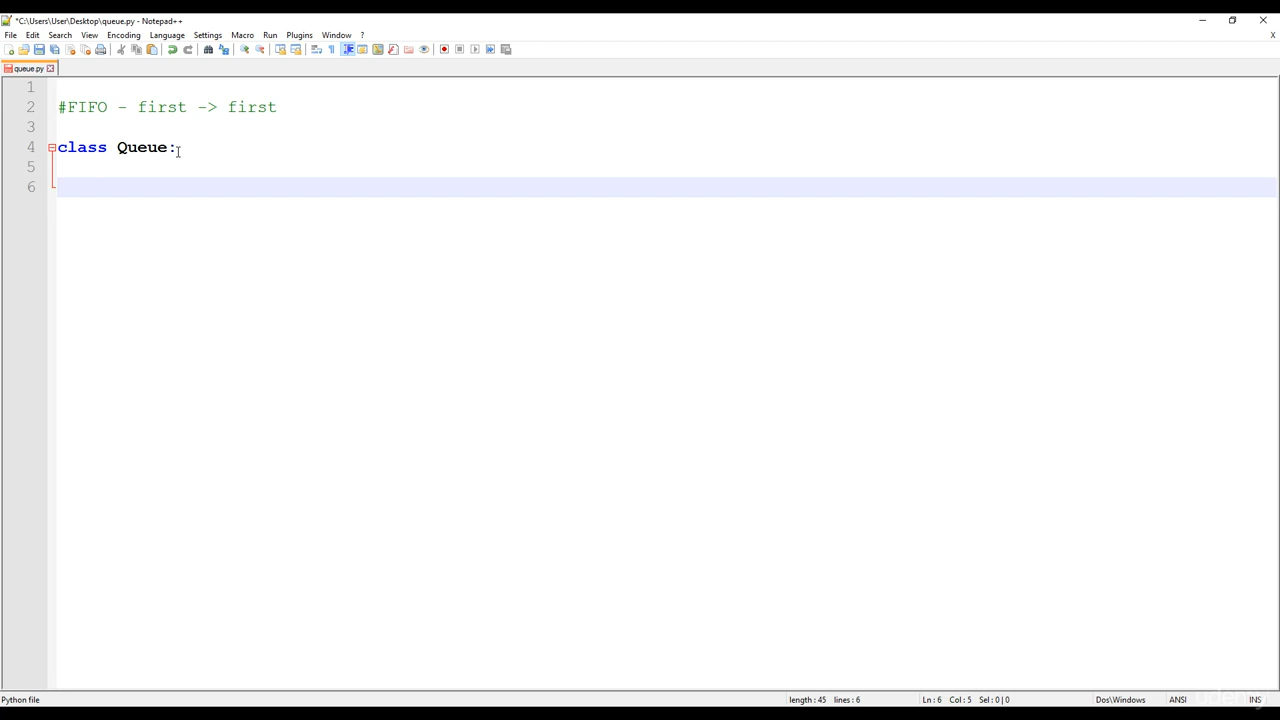 *C:\Users\User\Desktop\queue.py - Notepad++
File Edit Search View Encoding Language Settings Macro Run Plugins Window ? X
queue.py
1
2 #FIFO - first -> first
3
4 class Queue:
5
6
Python file length : 45 lines : 6 Ln : 6 Col : 5 Sel : 0 | 0 Dos\Windows ANSI INS
udemy